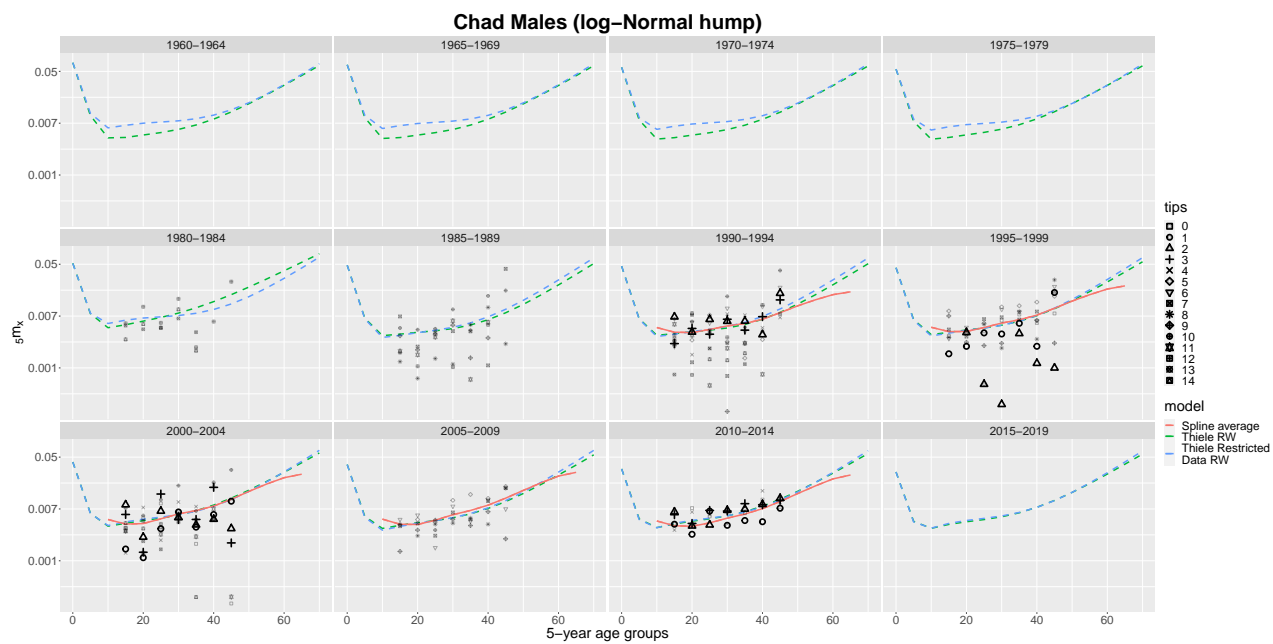 Chad Males (log−Normal hump)
1960−1964
1965−1969
1970−1974
1975−1979
0.05
0.007
0.001
1980−1984
1985−1989
1990−1994
1995−1999
0.05
0.007
0.001
2000−2004
2005−2009
2010−2014
2015−2019
0.05
0.007
0.001
0 20 40 60
0 20 40 60
0 20 40 60
0 20 40 60
5mx
5−year age groups
tips
0
1
2
3
4
5
6
7
8
9
10
11
12
13
14
model
Spline average
Thiele RW
Thiele Restricted
Data RW